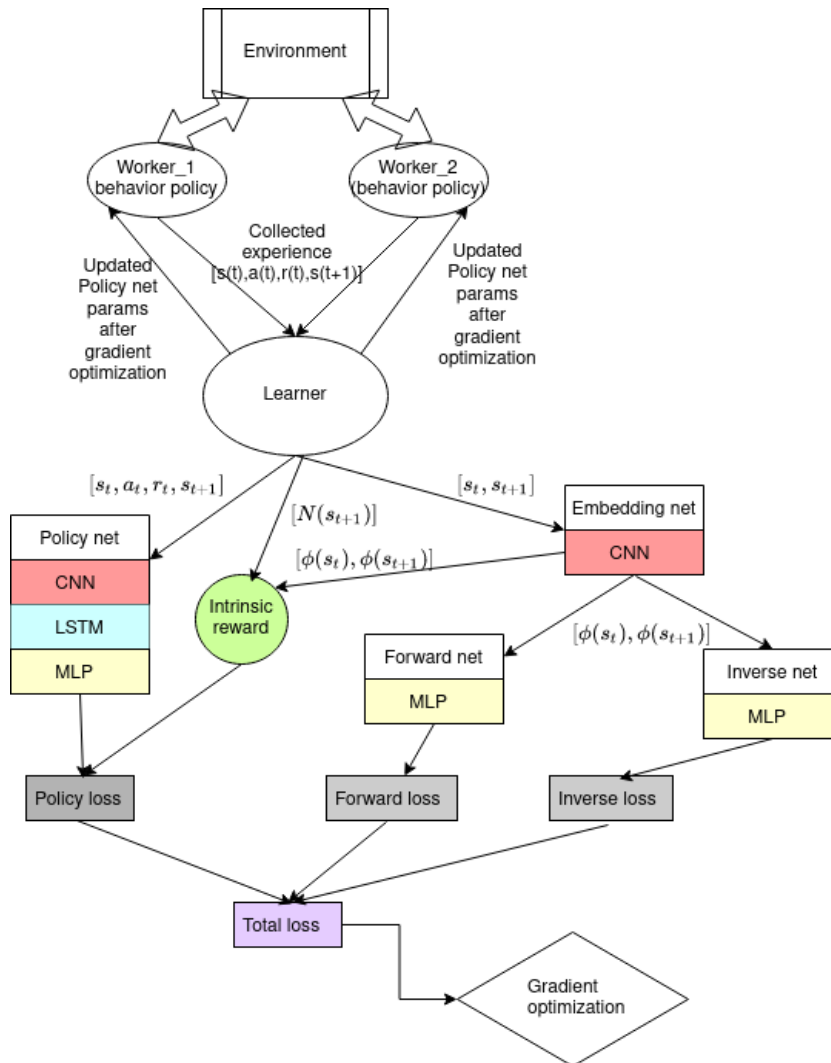 Environment
Worker_1
behavior policy
Worker_2
(behavior policy)
Collected
experience
[s(t),a(t),r(t),s(t+1)]
Updated
Policy net
params
after
gradient
optimization
Updated
Policy net
params
after
gradient
optimization
Learner
[s_t, a_t, r_t, s_{t+1}]
[N(s_{t+1})]
[s_t, s_{t+1}]
Embedding net
CNN
[ϕ(s_t), ϕ(s_{t+1})]
Policy net
CNN
LSTM
MLP
Intrinsic
reward
[ϕ(s_t), ϕ(s_{t+1})]
Forward net
MLP
Inverse net
MLP
Policy loss
Forward loss
Inverse loss
Total loss
Gradient
optimization